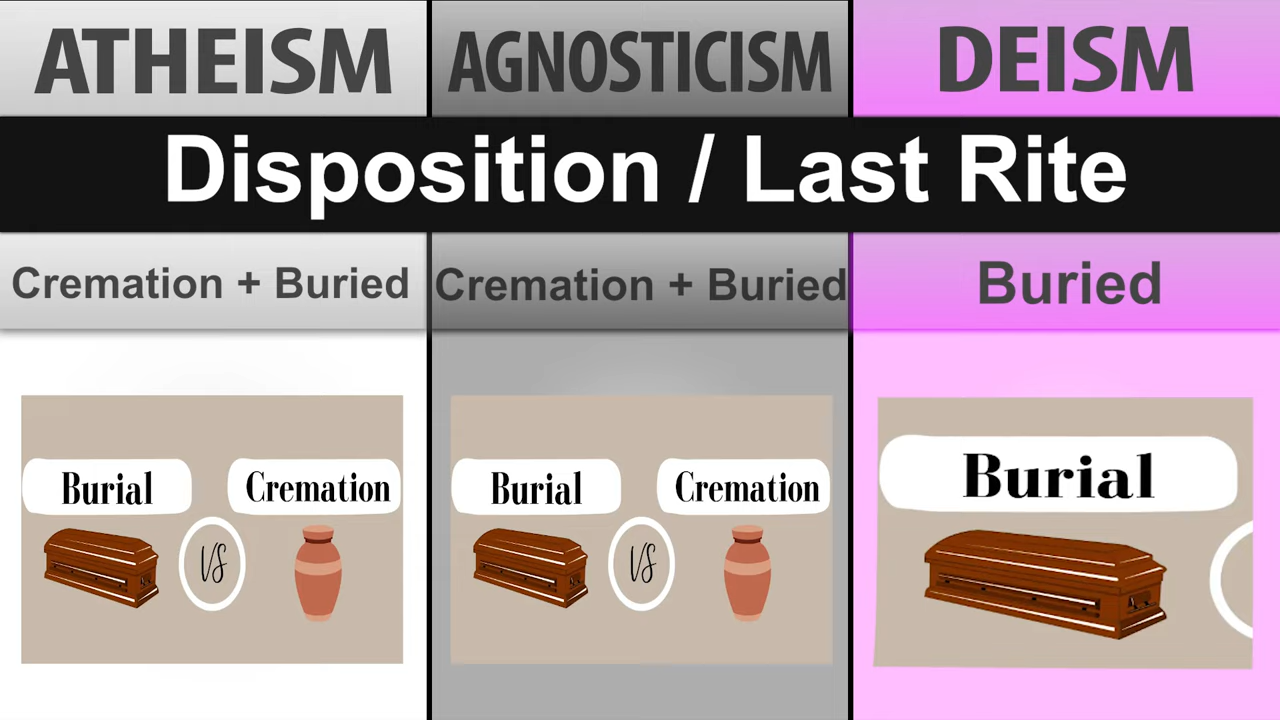 ATHEISM
AGNOSTICISM
DEISM
Disposition / Last Rite
Cremation + Buried
Cremation + Buried
Buried
Burial
Cremation
VS
Burial
Cremation
VS
Burial